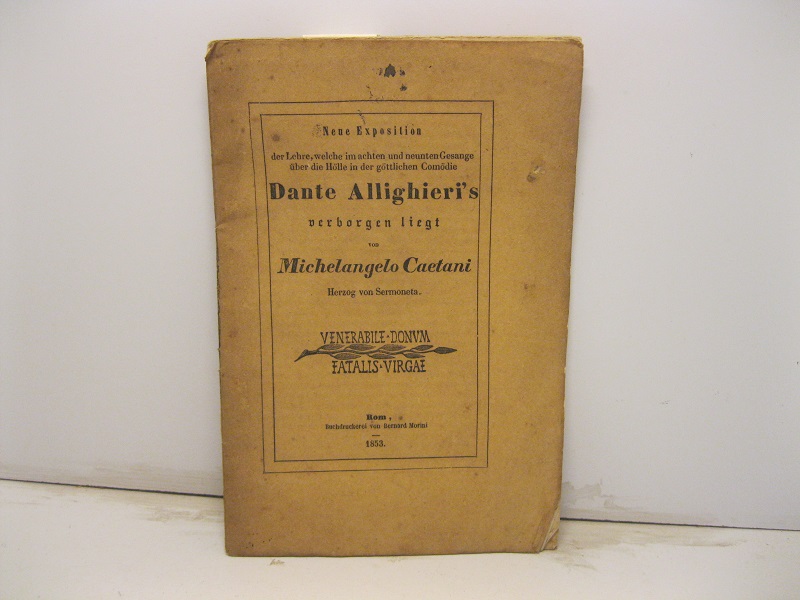 Neue Exposition
der Lehre, welche im achten und neunten Gesange
über die Hölle in der göttlichen Comödie
Dante Allighieri's
verborgen liegt
von
Michelangelo Caetani
Herzog von Sermoneta.
VENERABILE·DONVM
FATALIS·VIRGAE
Rom,
Buchdruckerei von Bernard Morini
1853.